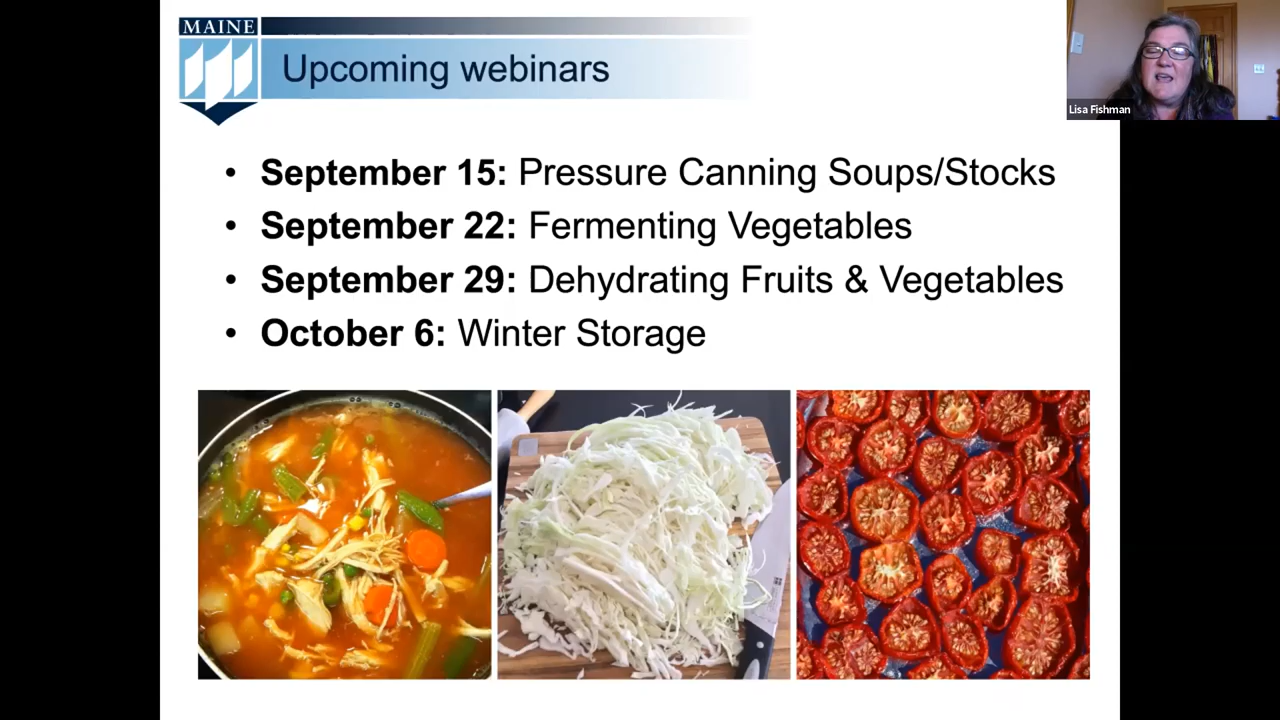 MAINE
Upcoming webinars
Lisa Fishman
• September 15: Pressure Canning Soups/Stocks
• September 22: Fermenting Vegetables
• September 29: Dehydrating Fruits & Vegetables
• October 6: Winter Storage